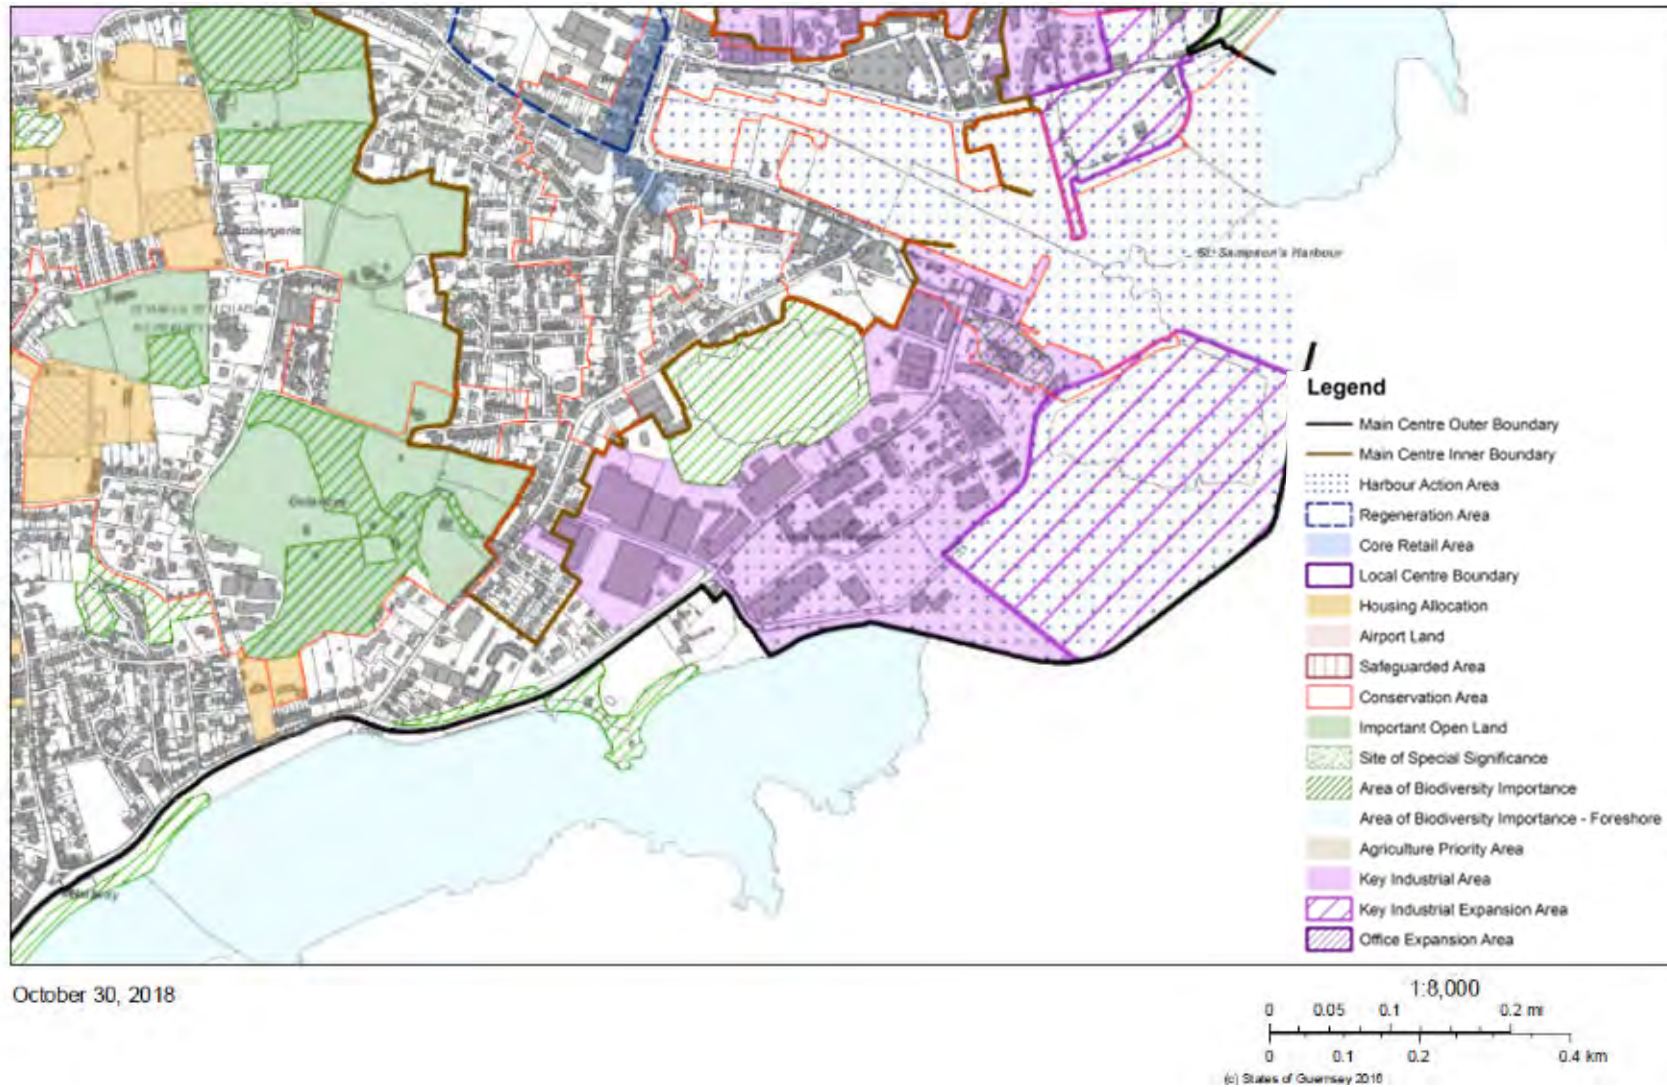 St. Sampson's Harbour
Legend
Main Centre Outer Boundary
Main Centre Inner Boundary
Harbour Action Area
Regeneration Area
Core Retail Area
Local Centre Boundary
Housing Allocation
Airport Land
Safeguarded Area
Conservation Area
Important Open Land
Site of Special Significance
Area of Biodiversity Importance
Area of Biodiversity Importance - Foreshore
Agriculture Priority Area
Key Industrial Area
Key Industrial Expansion Area
Office Expansion Area
October 30, 2018
1:8,000
0 0.05 0.1 0.2 mi
0 0.1 0.2 0.4 km
(c) States of Guernsey 2016